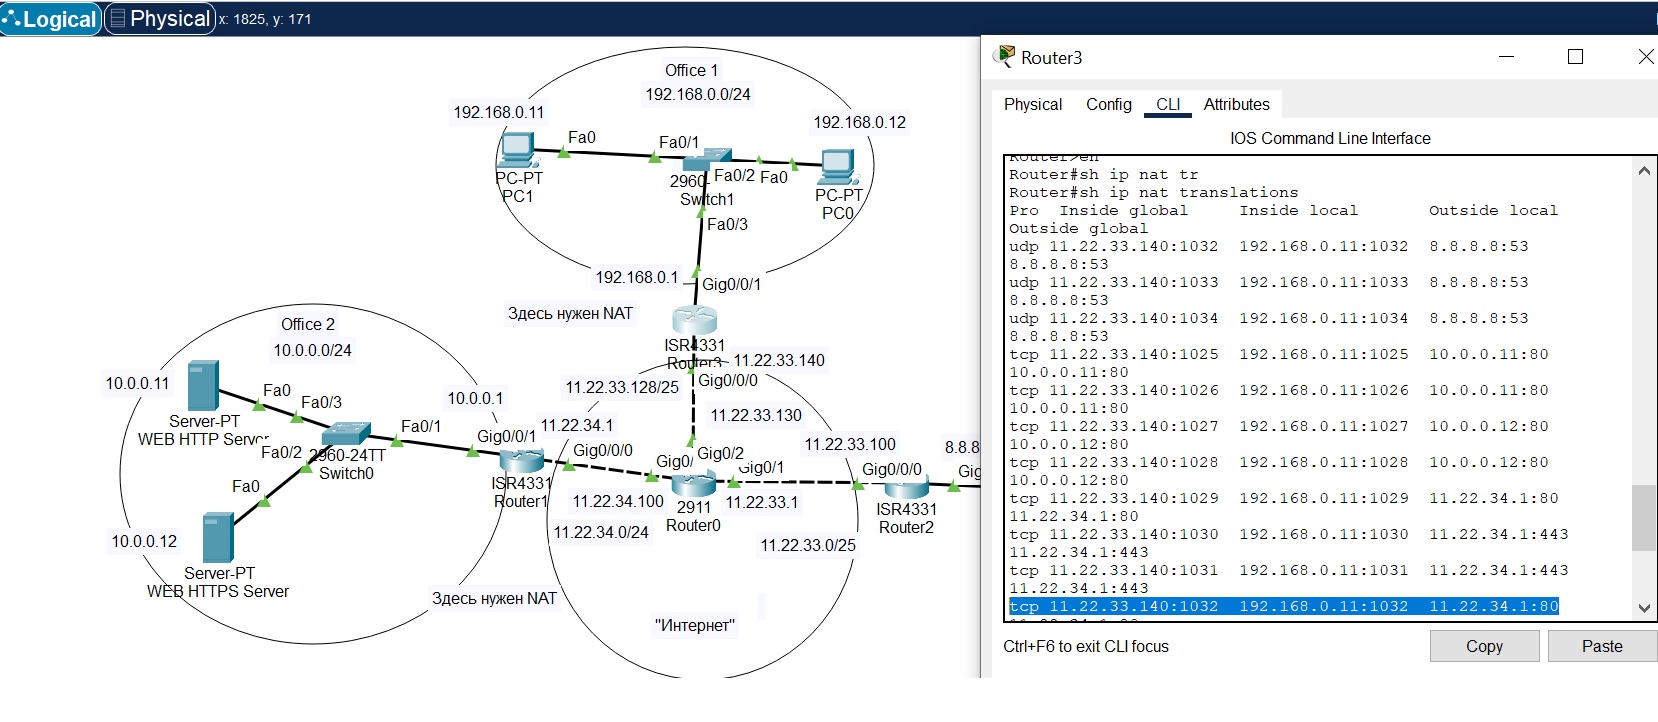 Logical
Physical
x: 1825, y: 171
Office 1
192.168.0.0/24
192.168.0.11
192.168.0.12
Fa0
Fa0/1
PC-PT
PC1
2960-
Switch1
Fa0/2
Fa0
PC-PT
PC0
Fa0/3
192.168.0.1
Gig0/0/1
Здесь нужен NAT
ISR4331
Router3
11.22.33.140
Gig0/0/0
11.22.33.128/25
11.22.33.130
Office 2
10.0.0.0/24
10.0.0.11
Fa0
Fa0/3
Server-PT
WEB HTTP Server
10.0.0.1
Fa0/1
Gig0/0/1
11.22.34.1
Gig0/0/0
Fa0/2
2960-24TT
Switch0
Fa0
ISR4331
Router1
Gig0/
Gig0/2
Gig0/1
11.22.33.100
Gig0/0/0
8.8.8
Gig
11.22.34.100
2911
Router0
11.22.33.1
ISR4331
Router2
11.22.34.0/24
11.22.33.0/25
10.0.0.12
Server-PT
WEB HTTPS Server
Здесь нужен NAT
"Интернет"
Router3
Physical
Config
CLI
Attributes
IOS Command Line Interface
Router>en
Router#sh ip nat tr
Router#sh ip nat translations
Pro Inside global Inside local Outside local
Outside global
udp 11.22.33.140:1032 192.168.0.11:1032 8.8.8.8:53
8.8.8.8:53
udp 11.22.33.140:1033 192.168.0.11:1033 8.8.8.8:53
8.8.8.8:53
udp 11.22.33.140:1034 192.168.0.11:1034 8.8.8.8:53
8.8.8.8:53
tcp 11.22.33.140:1025 192.168.0.11:1025 10.0.0.11:80
10.0.0.11:80
tcp 11.22.33.140:1026 192.168.0.11:1026 10.0.0.11:80
10.0.0.11:80
tcp 11.22.33.140:1027 192.168.0.11:1027 10.0.0.12:80
10.0.0.12:80
tcp 11.22.33.140:1028 192.168.0.11:1028 10.0.0.12:80
10.0.0.12:80
tcp 11.22.33.140:1029 192.168.0.11:1029 11.22.34.1:80
11.22.34.1:80
tcp 11.22.33.140:1030 192.168.0.11:1030 11.22.34.1:443
11.22.34.1:443
tcp 11.22.33.140:1031 192.168.0.11:1031 11.22.34.1:443
11.22.34.1:443
tcp 11.22.33.140:1032 192.168.0.11:1032 11.22.34.1:80
Ctrl+F6 to exit CLI focus
Copy
Paste